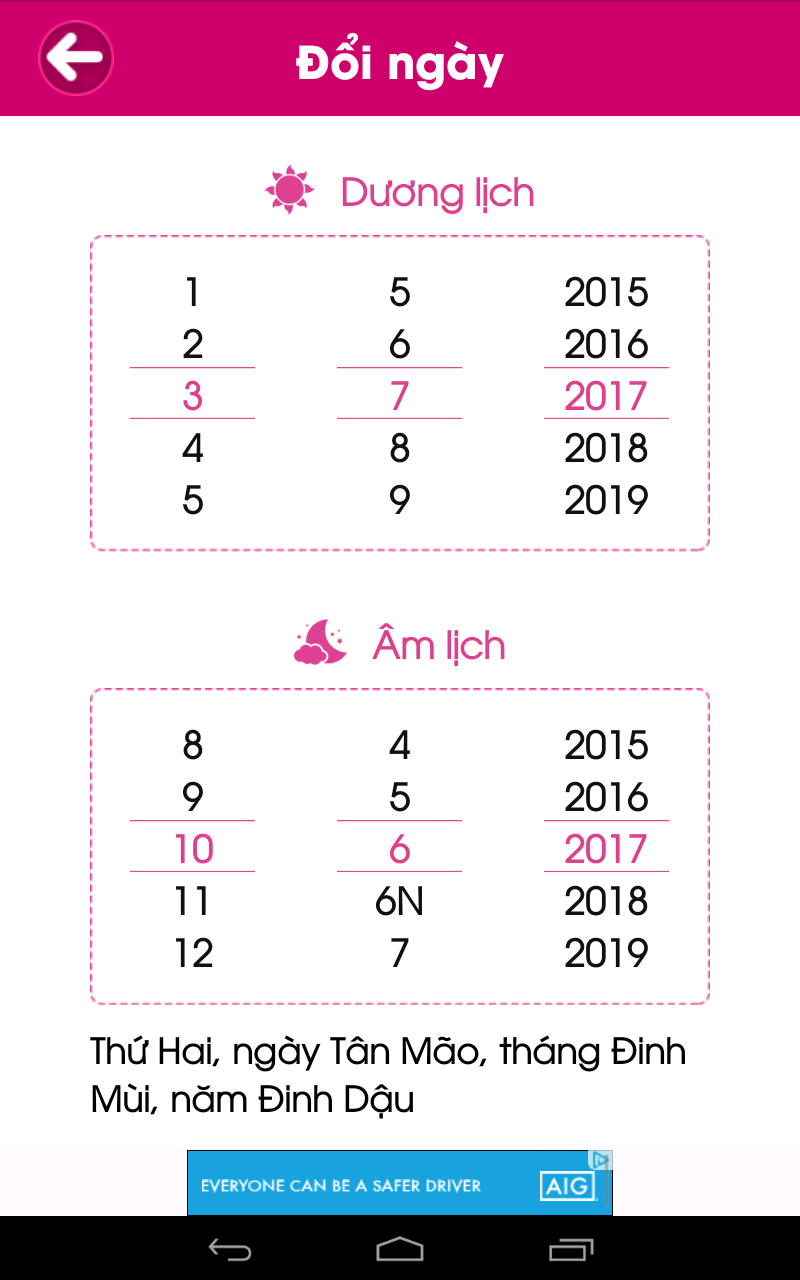 Đổi ngày
Dương lịch
1 5 2015
2 6 2016
3 7 2017
4 8 2018
5 9 2019
Âm lịch
8 4 2015
9 5 2016
10 6 2017
11 6N 2018
12 7 2019
Thứ Hai, ngày Tân Mão, tháng Đinh
Mùi, năm Đinh Dậu
EVERYONE CAN BE A SAFER DRIVER AIG